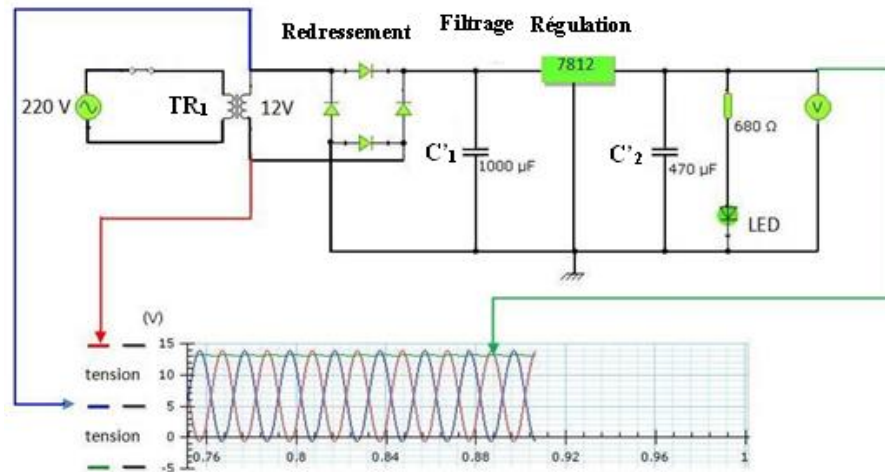 Redressement Filtrage Régulation
7812
220 V TR1 12V V
680 Ω
C'1 1000 µF C'2 470 µF
LED
(V)
15
tension 10
5
tension 0
-5
0.76 0.8 0.84 0.88 0.92 0.96 1